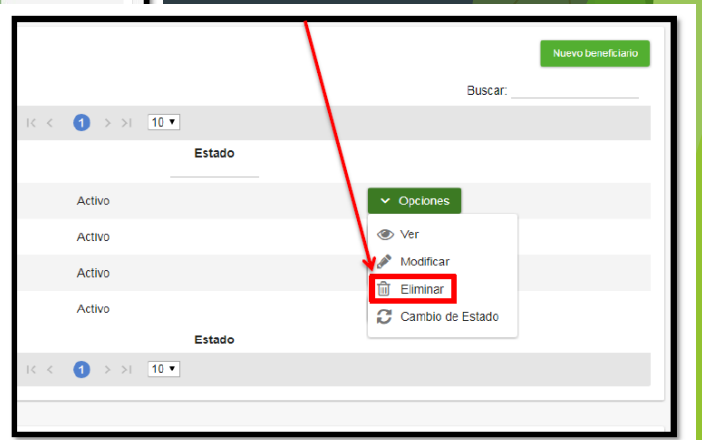 Nuevo beneficiario
Buscar:
1
10
Estado
Activo
Opciones
Ver
Activo
Modificar
Activo
Eliminar
Activo
Cambio de Estado
Estado
1
10